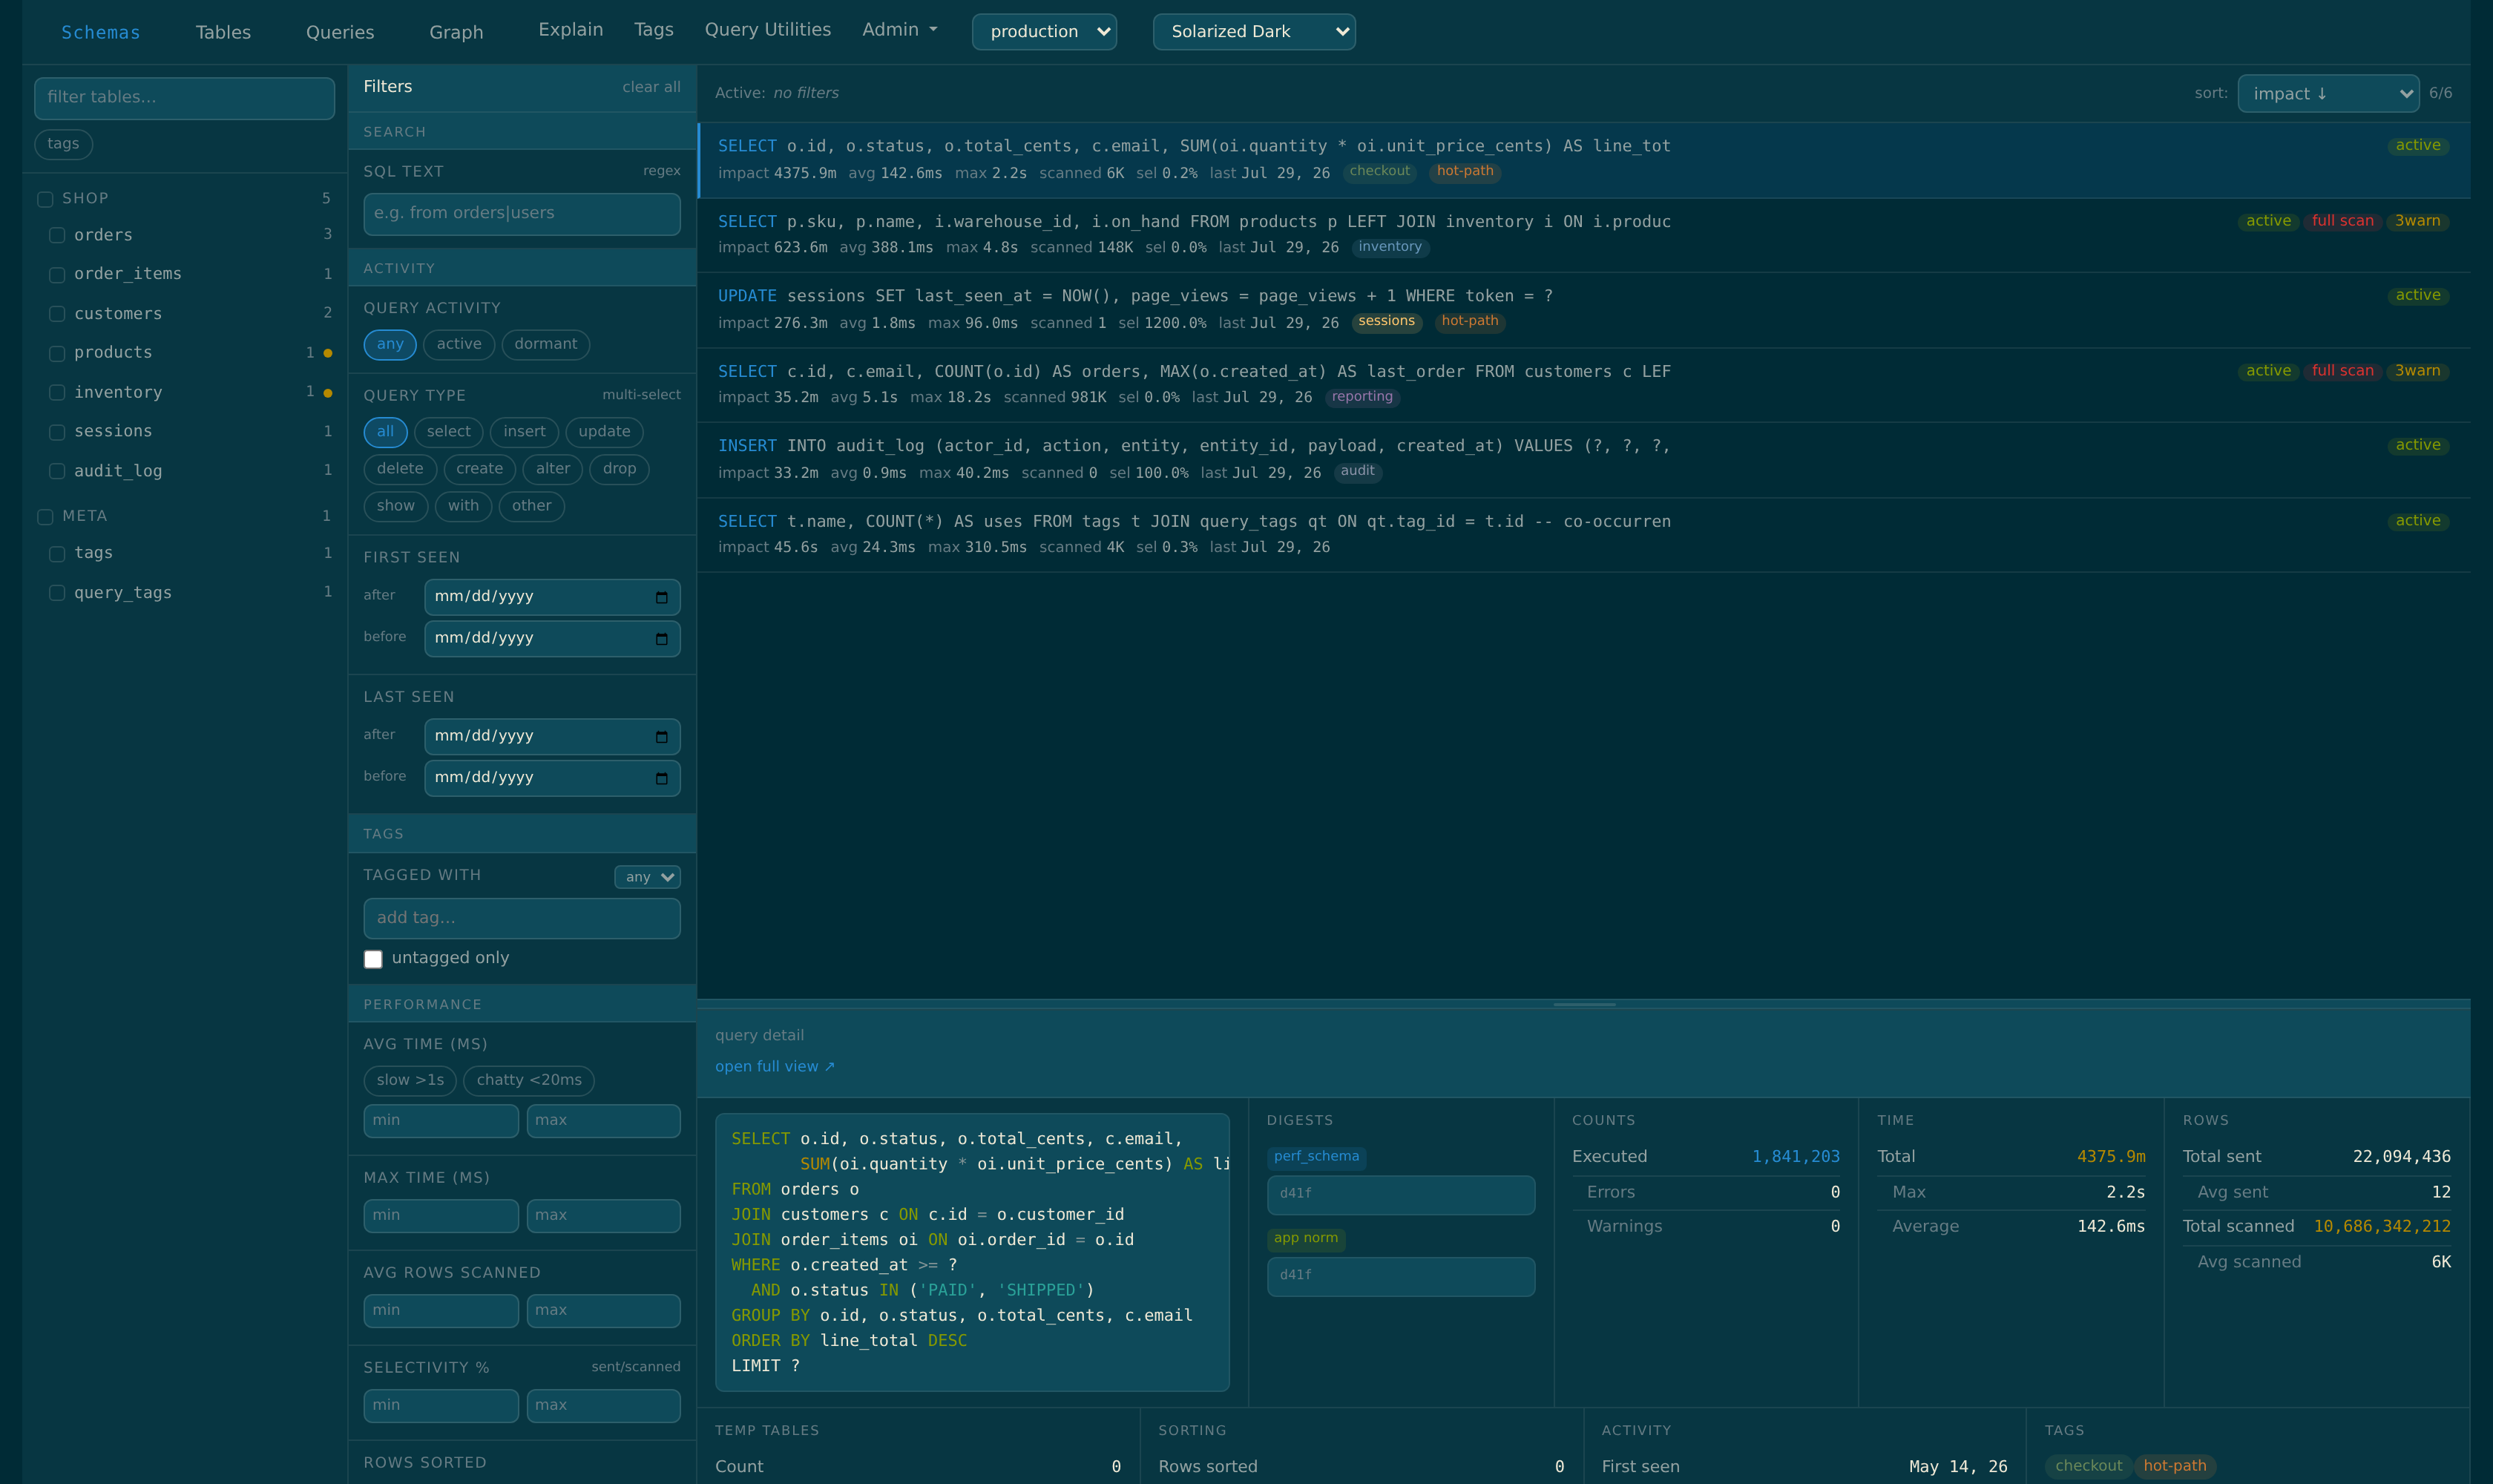 Schemas Tables Queries Graph Explain Tags Query Utilities Admin production Solarized Dark
filter tables...
tags
SHOP 5
orders 3
order_items 1
customers 2
products 1
inventory 1
sessions 1
audit_log 1
META 1
tags 1
query_tags 1
Filters clear all
SEARCH
SQL TEXT regex
e.g. from orders|users
ACTIVITY
QUERY ACTIVITY
any active dormant
QUERY TYPE multi-select
all select insert update
delete create alter drop
show with other
FIRST SEEN
after mm/dd/yyyy
before mm/dd/yyyy
LAST SEEN
after mm/dd/yyyy
before mm/dd/yyyy
TAGS
TAGGED WITH any
add tag...
untagged only
PERFORMANCE
AVG TIME (MS)
slow >1s chatty <20ms
min max
MAX TIME (MS)
min max
AVG ROWS SCANNED
min max
SELECTIVITY % sent/scanned
min max
ROWS SORTED
Active: no filters sort: impact ↓ 6/6
SELECT o.id, o.status, o.total_cents, c.email, SUM(oi.quantity * oi.unit_price_cents) AS line_tot active
impact 4375.9m avg 142.6ms max 2.2s scanned 6K sel 0.2% last Jul 29, 26 checkout hot-path
SELECT p.sku, p.name, i.warehouse_id, i.on_hand FROM products p LEFT JOIN inventory i ON i.produc active full scan 3warn
impact 623.6m avg 388.1ms max 4.8s scanned 148K sel 0.0% last Jul 29, 26 inventory
UPDATE sessions SET last_seen_at = NOW(), page_views = page_views + 1 WHERE token = ? active
impact 276.3m avg 1.8ms max 96.0ms scanned 1 sel 1200.0% last Jul 29, 26 sessions hot-path
SELECT c.id, c.email, COUNT(o.id) AS orders, MAX(o.created_at) AS last_order FROM customers c LEF active full scan 3warn
impact 35.2m avg 5.1s max 18.2s scanned 981K sel 0.0% last Jul 29, 26 reporting
INSERT INTO audit_log (actor_id, action, entity, entity_id, payload, created_at) VALUES (?, ?, ?, active
impact 33.2m avg 0.9ms max 40.2ms scanned 0 sel 100.0% last Jul 29, 26 audit
SELECT t.name, COUNT(*) AS uses FROM tags t JOIN query_tags qt ON qt.tag_id = t.id -- co-occurren active
impact 45.6s avg 24.3ms max 310.5ms scanned 4K sel 0.3% last Jul 29, 26
query detail
open full view ↗
SELECT o.id, o.status, o.total_cents, c.email,
SUM(oi.quantity * oi.unit_price_cents) AS li
FROM orders o
JOIN customers c ON c.id = o.customer_id
JOIN order_items oi ON oi.order_id = o.id
WHERE o.created_at >= ?
AND o.status IN ('PAID', 'SHIPPED')
GROUP BY o.id, o.status, o.total_cents, c.email
ORDER BY line_total DESC
LIMIT ?
DIGESTS
perf_schema
d41f
app norm
d41f
COUNTS
Executed 1,841,203
Errors 0
Warnings 0
TIME
Total 4375.9m
Max 2.2s
Average 142.6ms
ROWS
Total sent 22,094,436
Avg sent 12
Total scanned 10,686,342,212
Avg scanned 6K
TEMP TABLES
Count 0
SORTING
Rows sorted 0
ACTIVITY
First seen May 14, 26
TAGS
checkout hot-path